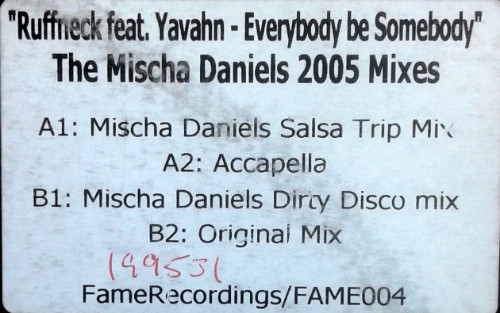 "Ruffneck feat. Yavahn - Everybody be Somebody"
The Mischa Daniels 2005 Mixes
A1: Mischa Daniels Salsa Trip Mix
A2: Accapella
B1: Mischa Daniels Dirty Disco mix
B2: Original Mix
199531
FameRecordings/FAME004